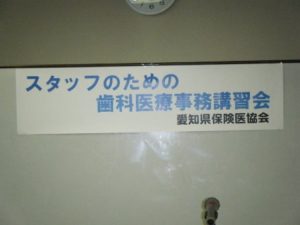 スタッフのための
歯科医療事務講習会
愛知県保険医協会